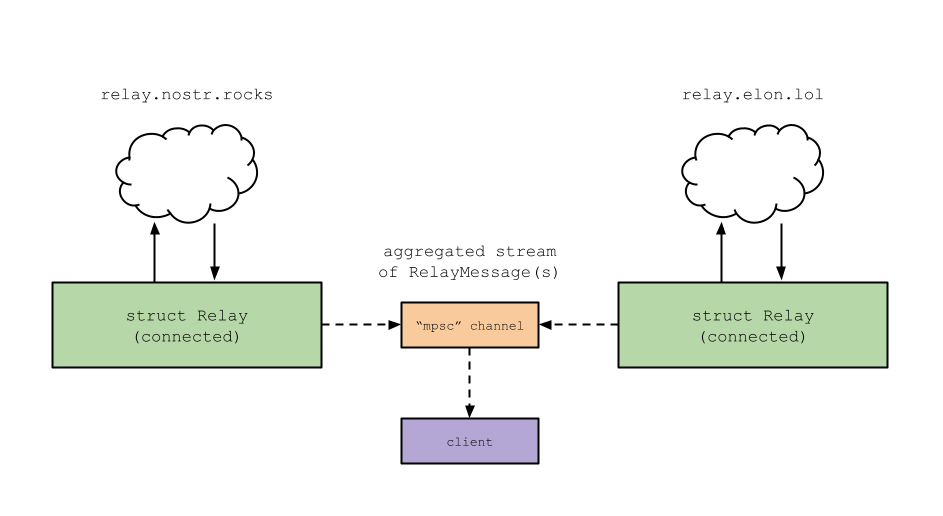 relay.nostr.rocks
relay.elon.lol
aggregated stream
of RelayMessage(s)
struct Relay
(connected)
“mpsc” channel
struct Relay
(connected)
client